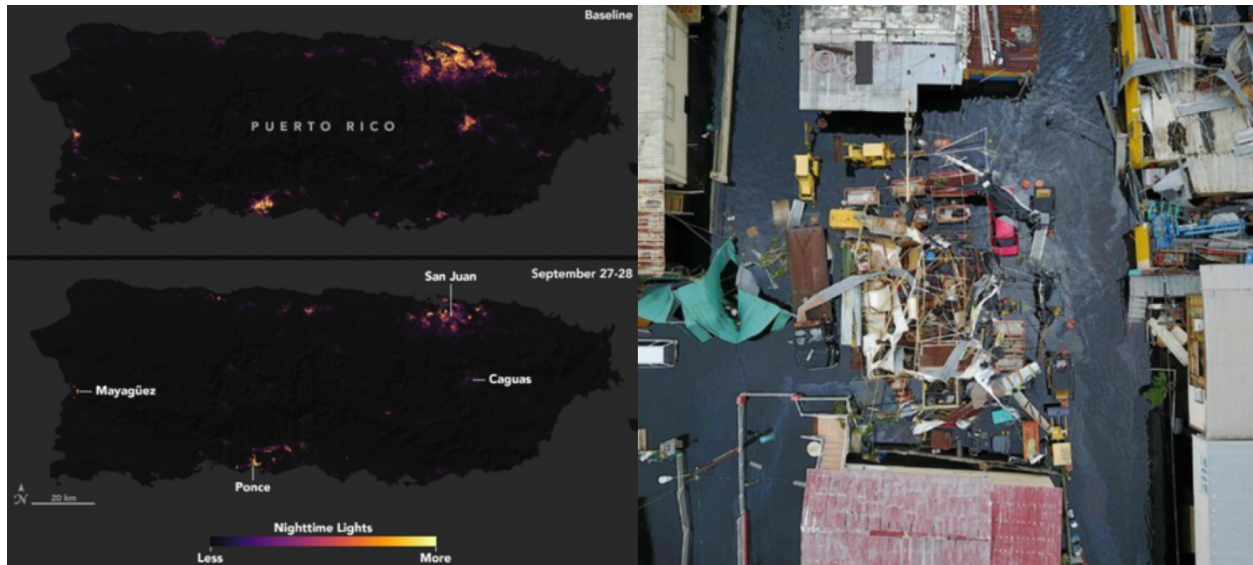 Baseline
PUERTO RICO
San Juan
September 27-28
Mayagüez
Caguas
Ponce
N
20 km
Nighttime Lights
Less
More